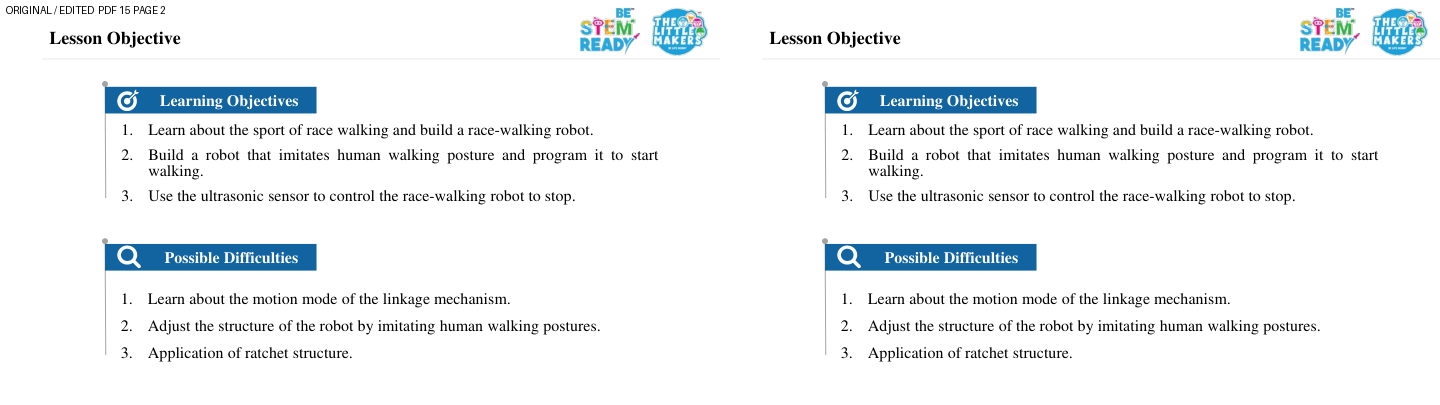 ORIGINAL / EDITED PDF 15 PAGE 2
Lesson Objective
BE
STEM
READY
THE
LITTLE
MAKERS
Learning Objectives
1. Learn about the sport of race walking and build a race-walking robot.
2. Build a robot that imitates human walking posture and program it to start
walking.
3. Use the ultrasonic sensor to control the race-walking robot to stop.
Possible Difficulties
1. Learn about the motion mode of the linkage mechanism.
2. Adjust the structure of the robot by imitating human walking postures.
3. Application of ratchet structure.
Lesson Objective
BE
STEM
READY
THE
LITTLE
MAKERS
Learning Objectives
1. Learn about the sport of race walking and build a race-walking robot.
2. Build a robot that imitates human walking posture and program it to start
walking.
3. Use the ultrasonic sensor to control the race-walking robot to stop.
Possible Difficulties
1. Learn about the motion mode of the linkage mechanism.
2. Adjust the structure of the robot by imitating human walking postures.
3. Application of ratchet structure.